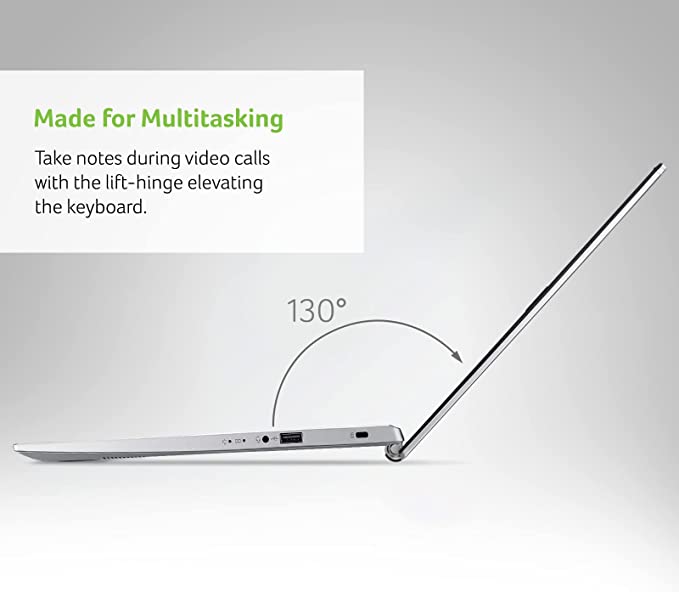 Made for Multitasking
Take notes during video calls
with the lift-hinge elevating
the keyboard.
130°